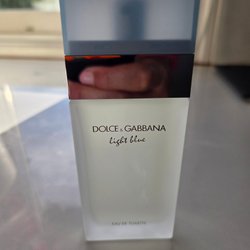 DOLCE & GABBANA
light blue
EAU DE TOILETTE